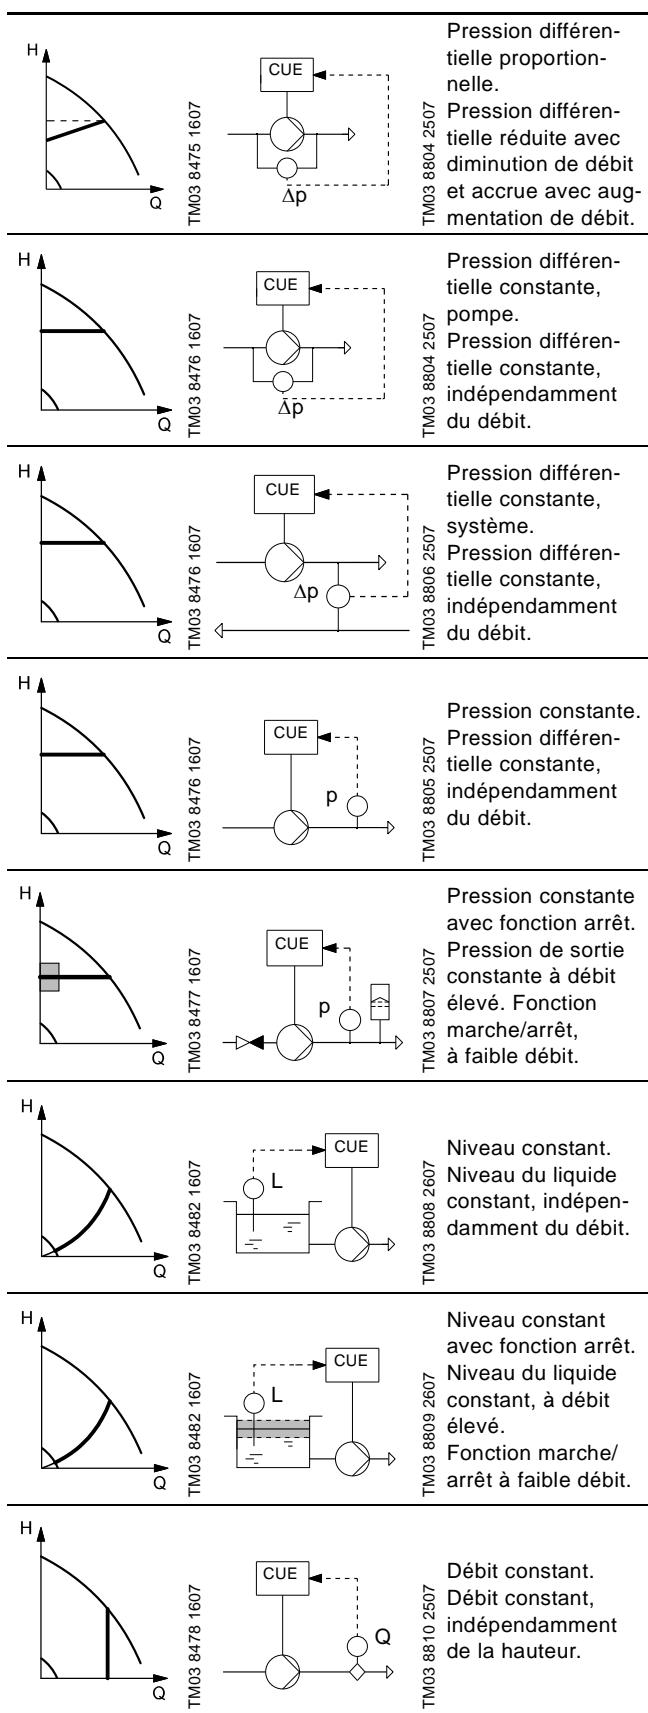 H
Q
TM03 8475 1607
CUE
Δp
TM03 8804 2507
Pression différen-
tielle proportion-
nelle.
Pression différen-
tielle réduite avec
diminution de débit
et accrue avec aug-
mentation de débit.
H
Q
TM03 8476 1607
CUE
Δp
TM03 8804 2507
Pression différen-
tielle constante,
pompe.
Pression différen-
tielle constante,
indépendamment
du débit.
H
Q
TM03 8476 1607
CUE
Δp
TM03 8806 2507
Pression différen-
tielle constante,
système.
Pression différen-
tielle constante,
indépendamment
du débit.
H
Q
TM03 8476 1607
CUE
p
TM03 8805 2507
Pression constante.
Pression différen-
tielle constante,
indépendamment
du débit.
H
Q
TM03 8477 1607
CUE
p
TM03 8807 2507
Pression constante
avec fonction arrêt.
Pression de sortie
constante à débit
élevé. Fonction
marche/arrêt,
à faible débit.
H
Q
TM03 8482 1607
CUE
L
TM03 8808 2607
Niveau constant.
Niveau du liquide
constant, indépen-
damment du débit.
H
Q
TM03 8482 1607
CUE
L
TM03 8809 2607
Niveau constant
avec fonction arrêt.
Niveau du liquide
constant, à débit
élevé.
Fonction marche/
arrêt à faible débit.
H
Q
TM03 8478 1607
CUE
Q
TM03 8810 2507
Débit constant.
Débit constant,
indépendamment
de la hauteur.